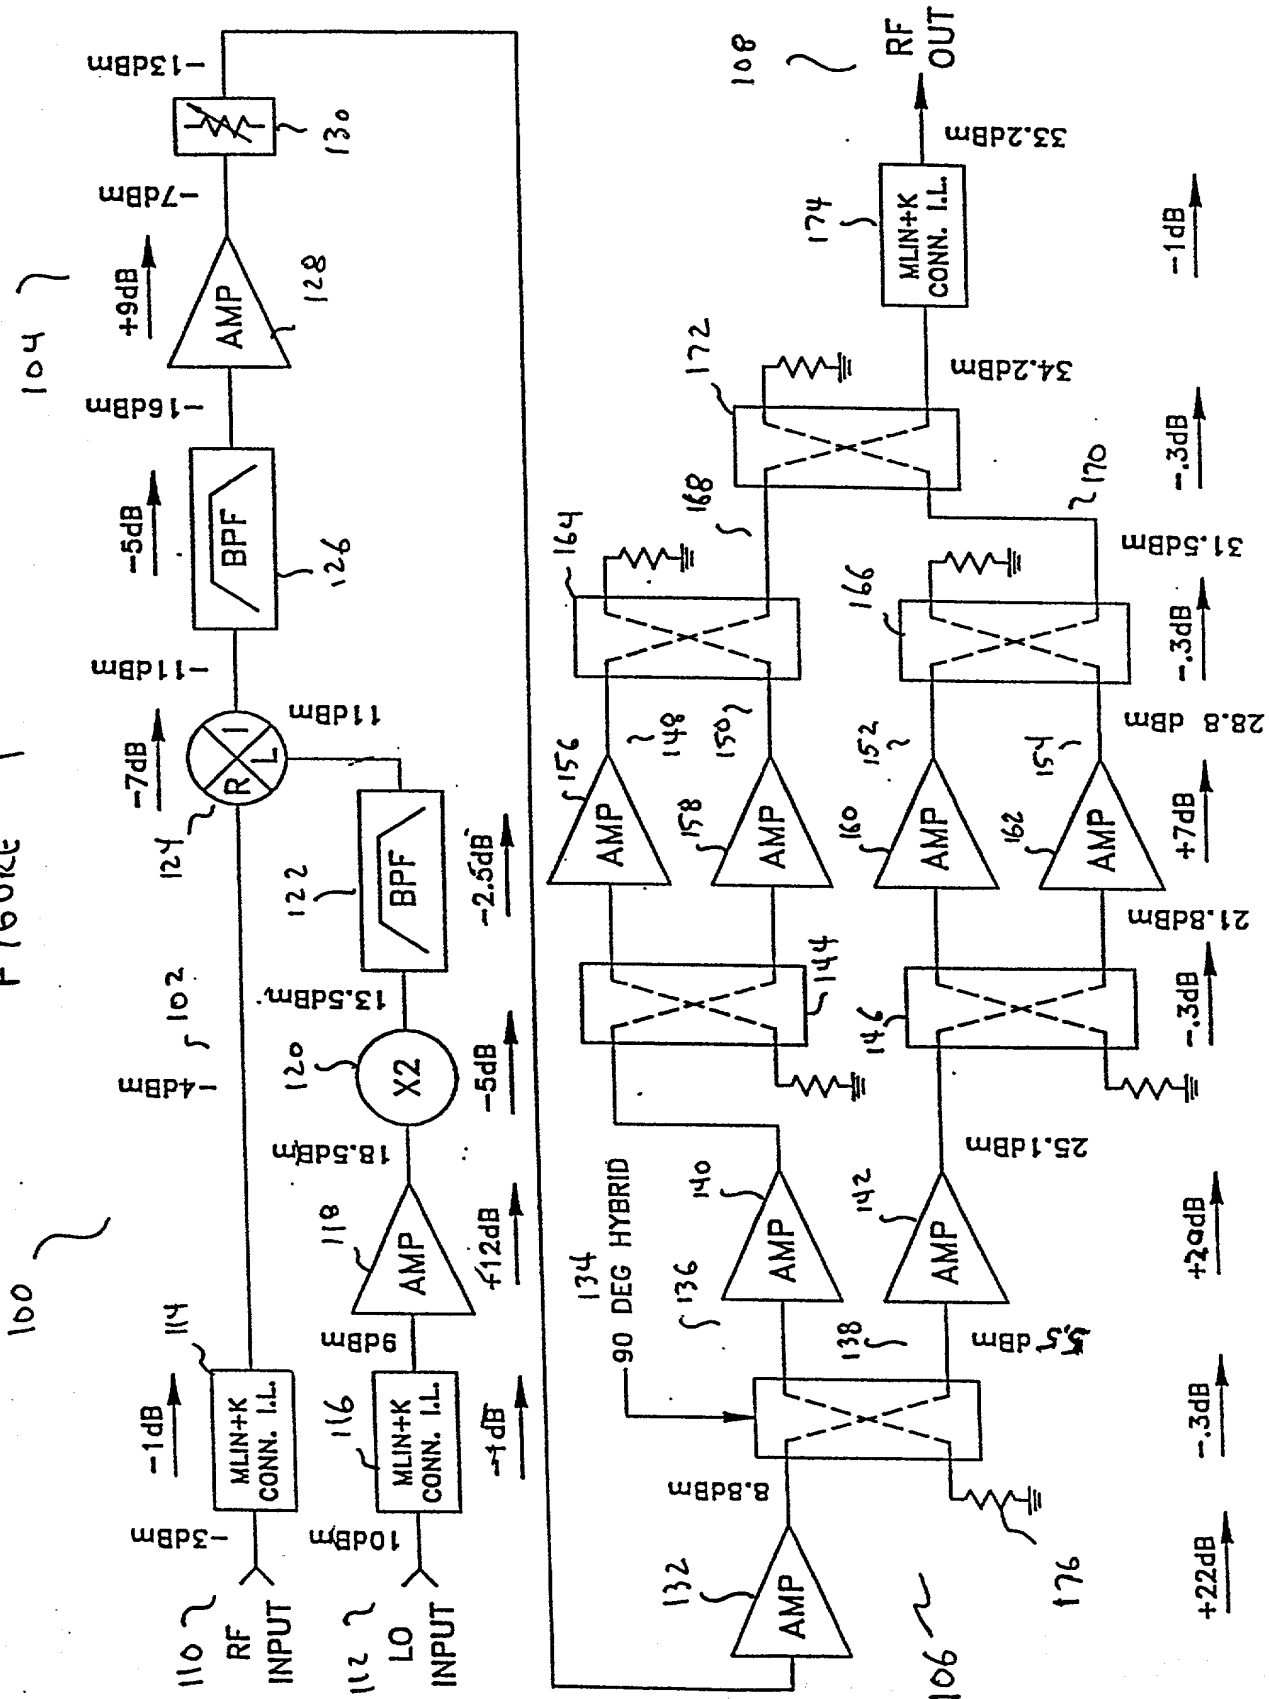 FIGURE 1
100
102
104
110
RF
INPUT
-3dBm
-1dB
114
MLIN+K
CONN. I.L.
-4dBm
124
-7dB
R
I
L
-11dBm
11dBm
-5dB
BPF
126
-16dBm
+9dB
AMP
128
-7dBm
130
-13dBm
112
LO
INPUT
10dBm
116
MLIN+K
CONN. I.L.
9dBm
118
AMP
+12dB
18.5dBm
120
X2
-5dB
13.5dBm
122
BPF
-2.5dB
106
132
AMP
+22dB
8.8dBm
134
90 DEG HYBRID
176
-.3dB
136
138
5.5 dBm
140
AMP
142
AMP
+20dB
25.1dBm
144
146
-.3dB
21.8dBm
156
AMP
158
AMP
160
AMP
162
AMP
+7dB
148
150
152
154
28.8 dBm
164
166
-.3dB
31.5dBm
168
170
172
-.3dB
34.2dBm
174
MLIN+K
CONN. I.L.
-1dB
33.2dBm
108
RF
OUT